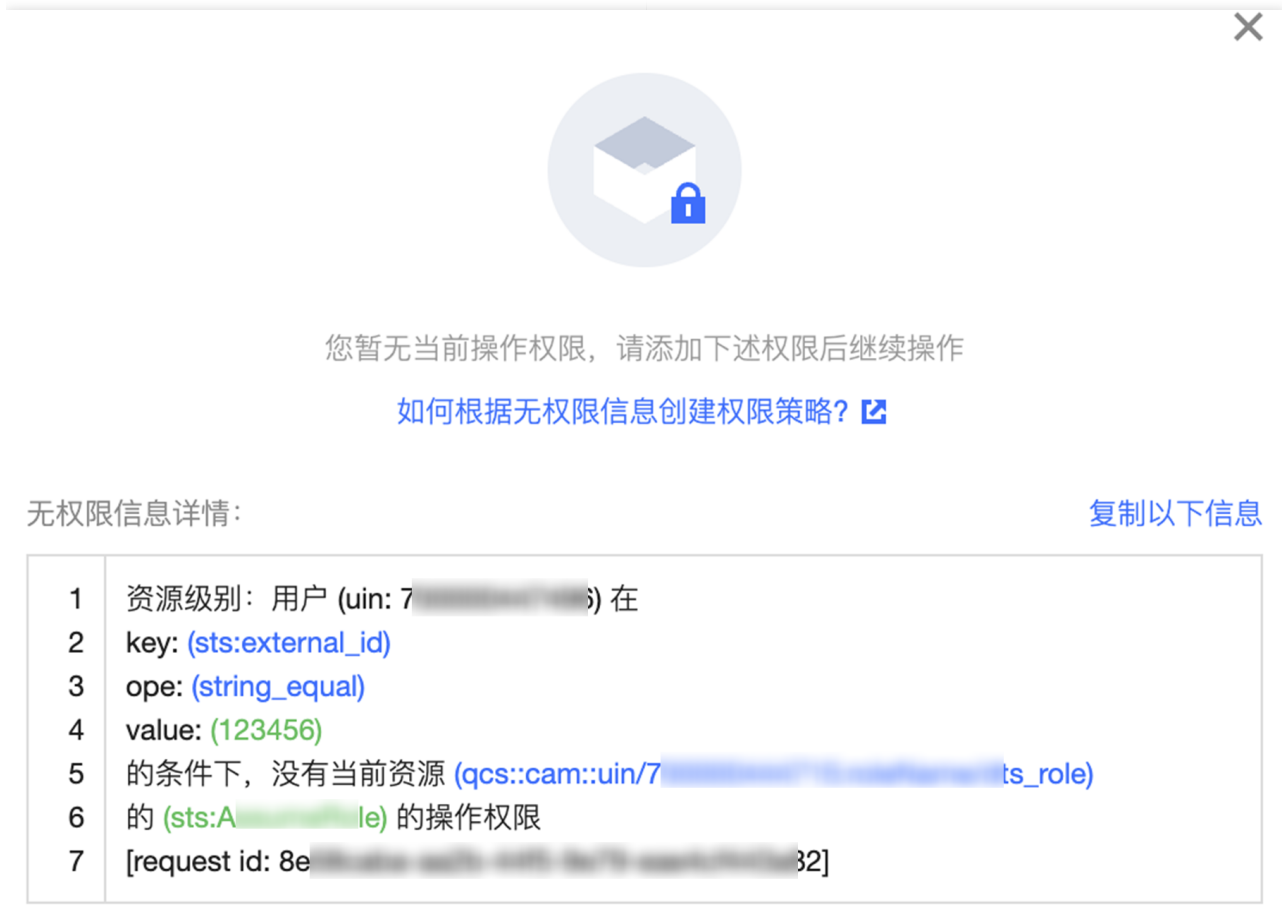 您暂无当前操作权限，请添加下述权限后继续操作
如何根据无权限信息创建权限策略?
无权限信息详情：
复制以下信息
1 资源级别：用户 (uin: 7 6) 在
2 key: (sts:external_id)
3 ope: (string_equal)
4 value: (123456)
5 的条件下，没有当前资源 (qcs::cam::uin/7 ts_role)
6 的 (sts:A le) 的操作权限
7 [request id: 8e 32]